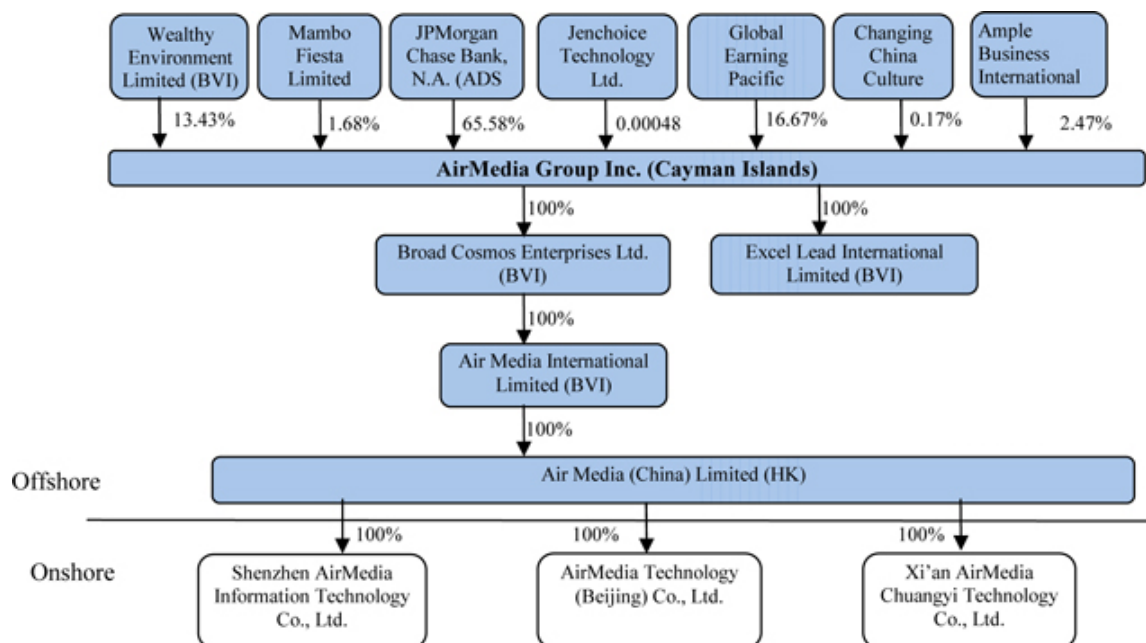 Wealthy
Environment
Limited (BVI)
Mambo
Fiesta
Limited
JPMorgan
Chase Bank,
N.A. (ADS
Jenchoice
Technology
Ltd.
Global
Earning
Pacific
Changing
China
Culture
Ample
Business
International
13.43%
1.68%
65.58%
0.00048
16.67%
0.17%
2.47%
AirMedia Group Inc. (Cayman Islands)
100%
100%
Broad Cosmos Enterprises Ltd.
(BVI)
Excel Lead International
Limited (BVI)
100%
Air Media International
Limited (BVI)
100%
Air Media (China) Limited (HK)
Offshore
100%
100%
100%
Onshore
Shenzhen AirMedia
Information Technology
Co., Ltd.
AirMedia Technology
(Beijing) Co., Ltd.
Xi'an AirMedia
Chuangyi Technology
Co., Ltd.